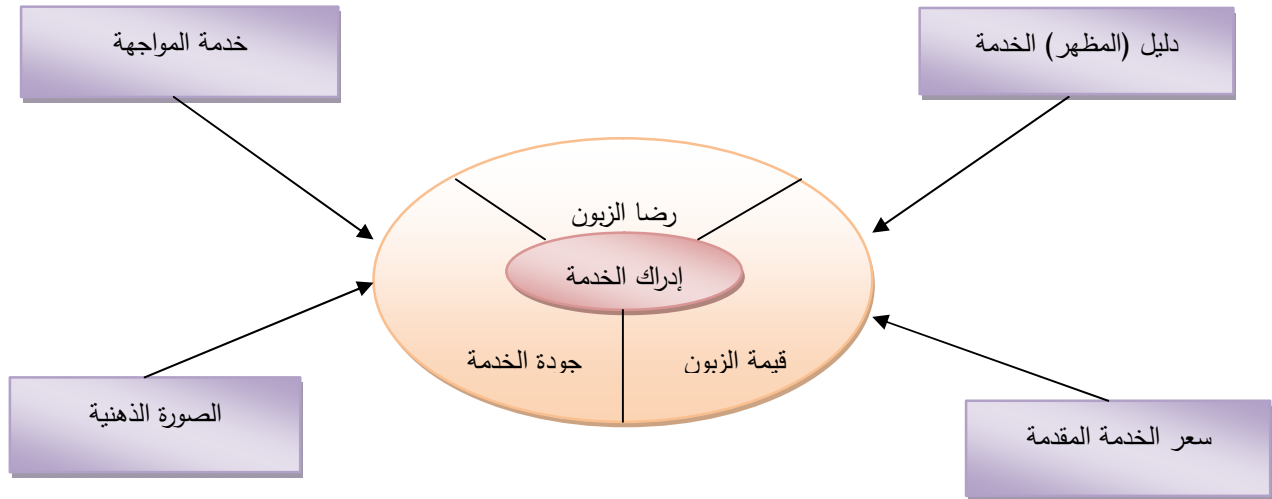 دليل (المظهر) الخدمة
خدمة المواجهة
رضا الزبون
إدراك الخدمة
قيمة الزبون
جودة الخدمة
سعر الخدمة المقدمة
الصورة الذهنية